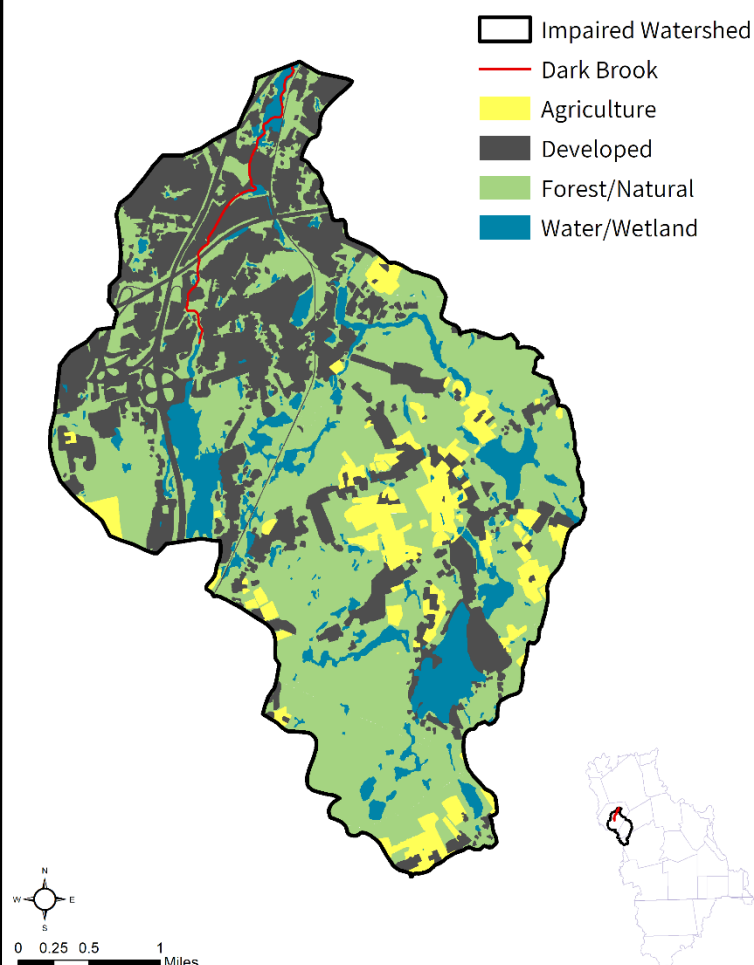 Impaired Watershed
Dark Brook
Agriculture
Developed
Forest/Natural
Water/Wetland
N
W E
S
0 0.25 0.5 1
Miles